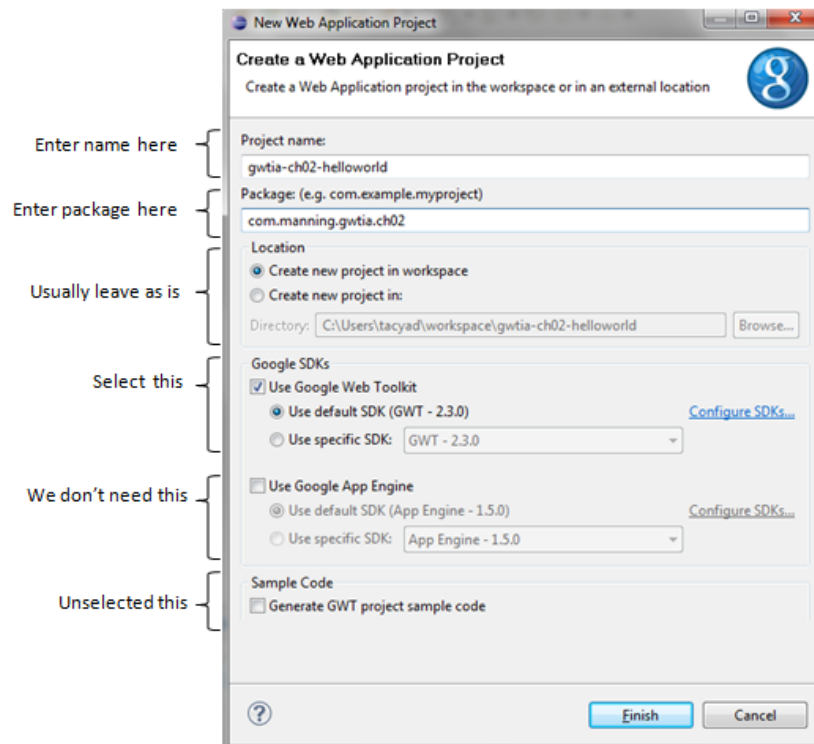 New Web Application Project
Create a Web Application Project
Create a Web Application project in the workspace or in an external location
g
Enter name here
Project name:
gwtia-ch02-helloworld
Enter package here
Package: (e.g. com.example.myproject)
com.manning.gwtia.ch02
Usually leave as is
Location
Create new project in workspace
Create new project in:
Directory: C:\Users\tacyad\workspace\gwtia-ch02-helloworld Browse...
Select this
Google SDKs
Use Google Web Toolkit
Use default SDK (GWT - 2.3.0) Configure SDKs...
Use specific SDK: GWT - 2.3.0
We don't need this
Use Google App Engine
Use default SDK (App Engine - 1.5.0) Configure SDKs...
Use specific SDK: App Engine - 1.5.0
Unselected this
Sample Code
Generate GWT project sample code
? Finish Cancel